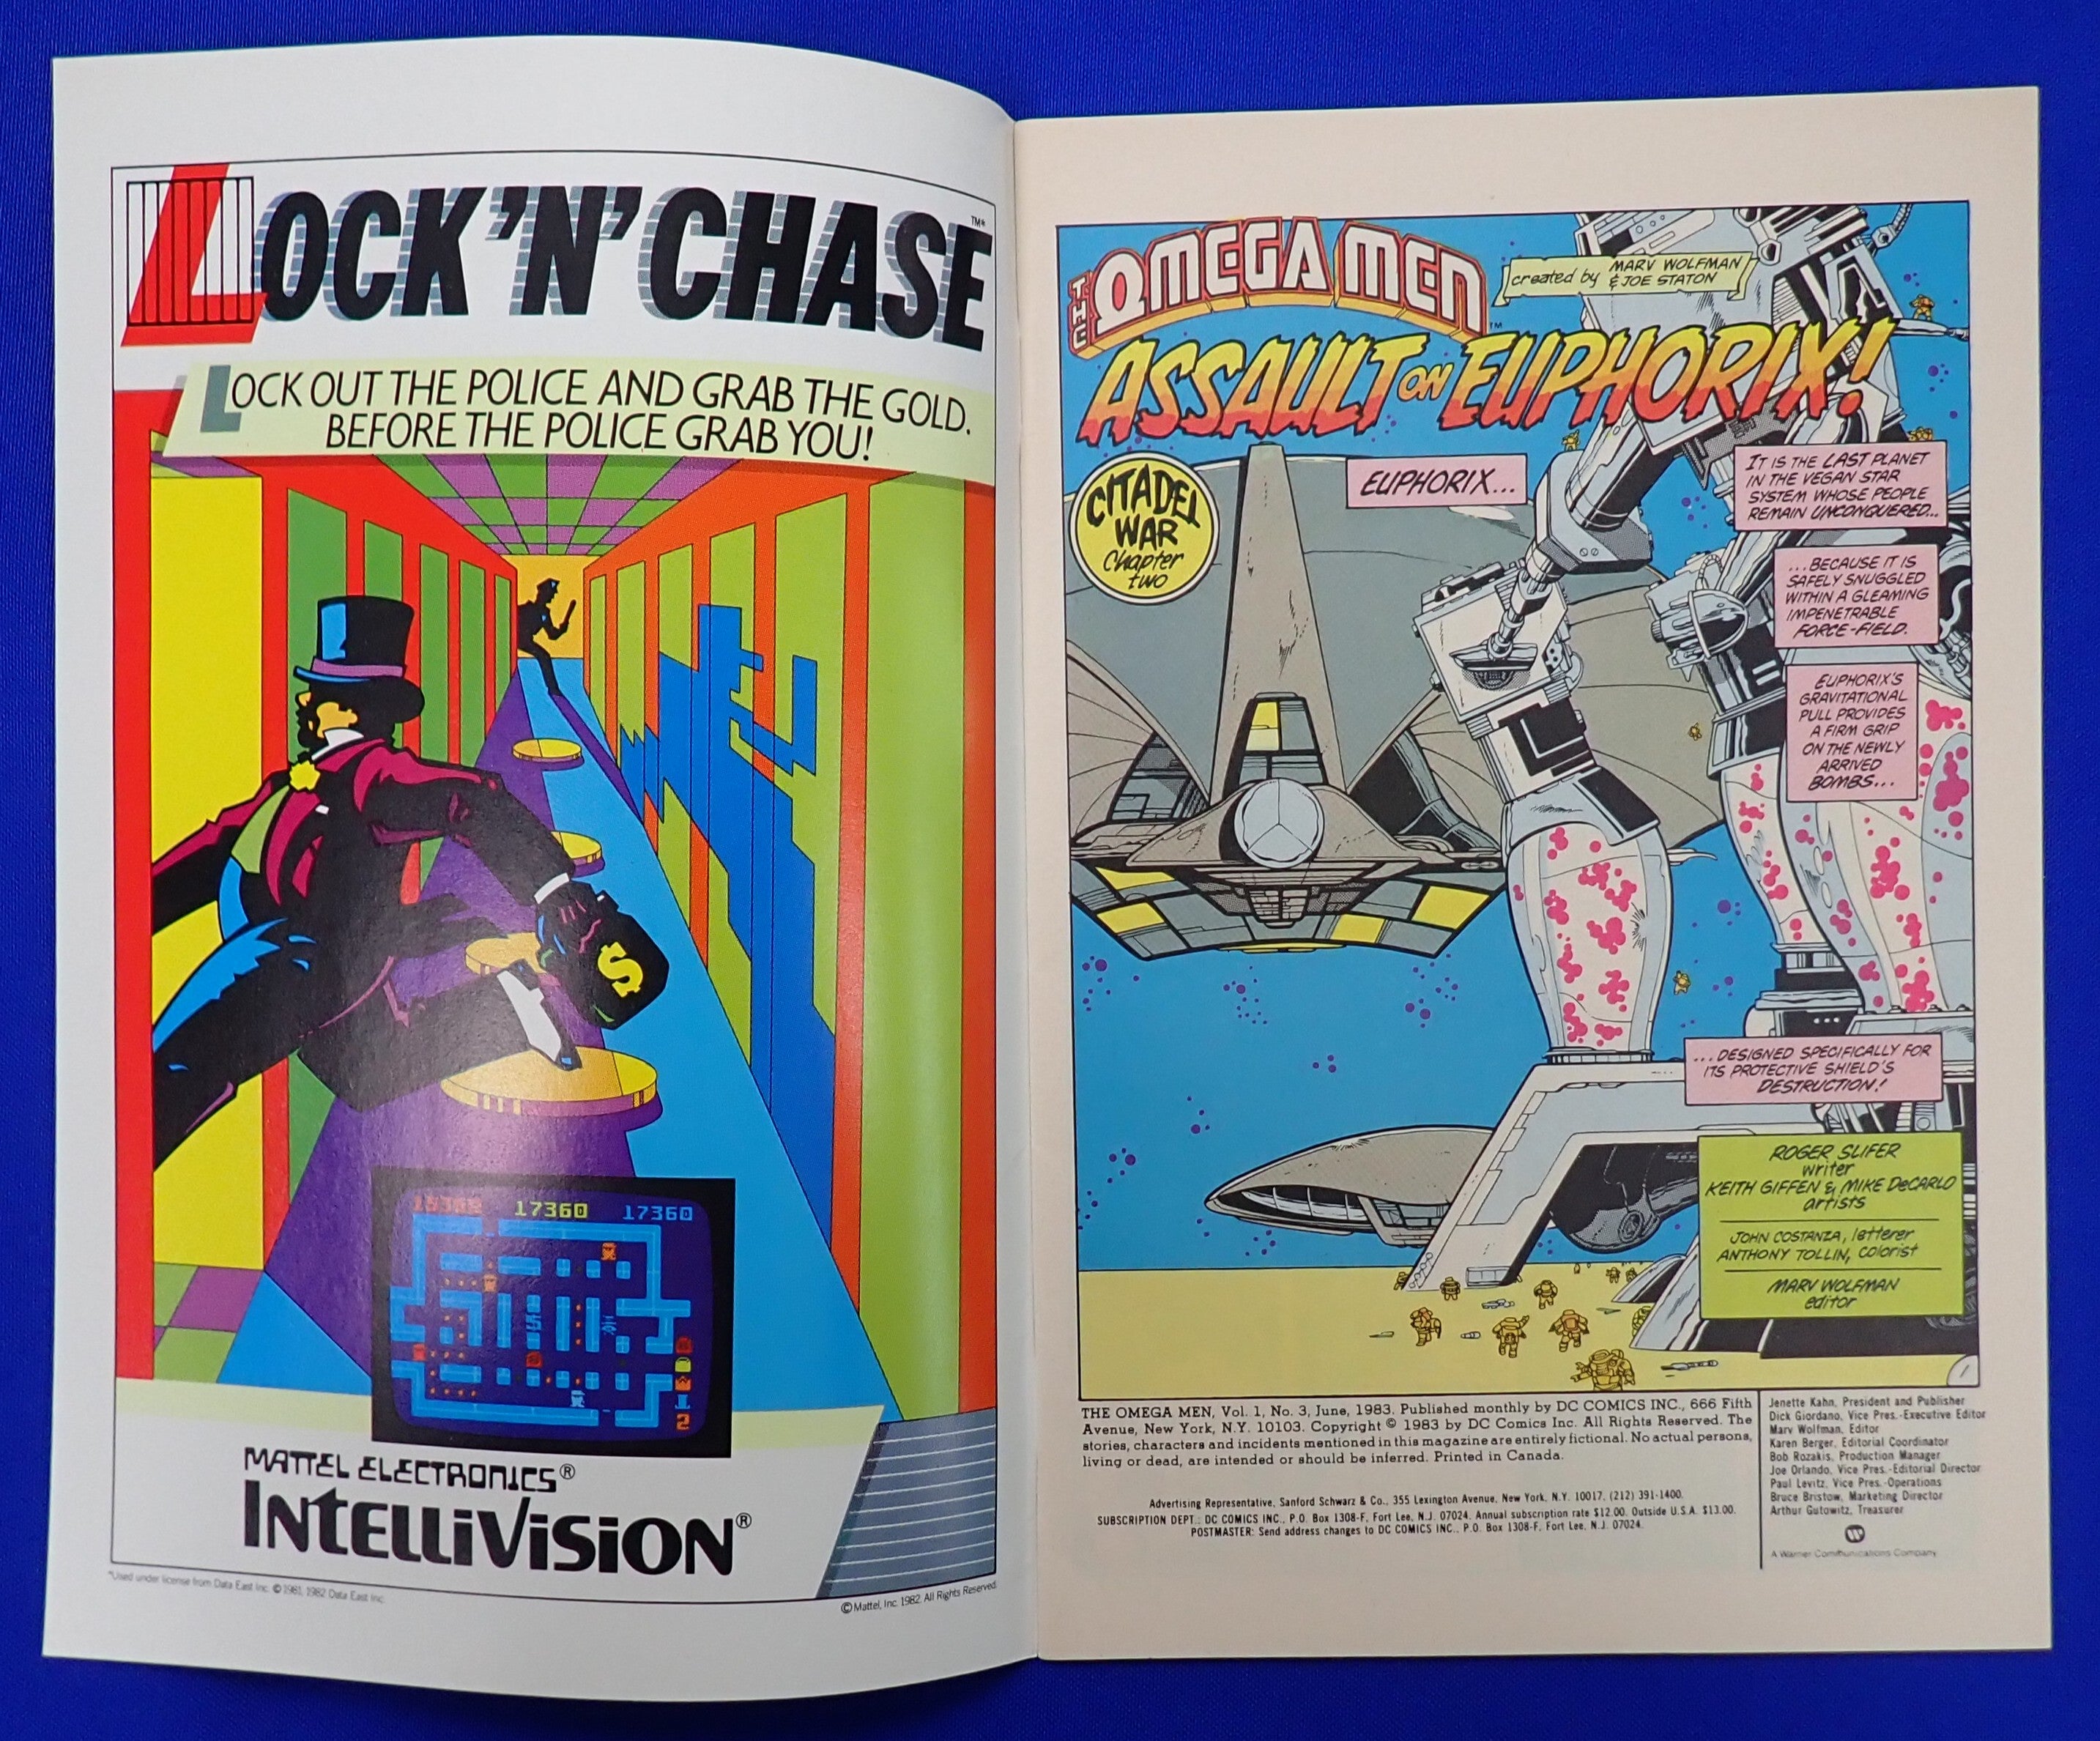 LOCK 'N' CHASE™*
LOCK OUT THE POLICE AND GRAB THE GOLD.
BEFORE THE POLICE GRAB YOU!
$
17360 17360
2
MATTEL ELECTRONICS®
INTELLIVISION®
*Used under license from Data East Inc. © 1981, 1982 Data East Inc.
© Mattel, Inc. 1982. All Rights Reserved.
THE OMEGA MEN™
created by MARV WOLFMAN
& JOE STATON
ASSAULT ON EUPHORIX!
CITADEL
WAR
Chapter
two
EUPHORIX...
IT IS THE LAST PLANET
IN THE VEGAN STAR
SYSTEM WHOSE PEOPLE
REMAIN UNCONQUERED...
...BECAUSE IT IS
SAFELY SNUGGLED
WITHIN A GLEAMING
IMPENETRABLE
FORCE-FIELD.
EUPHORIX'S
GRAVITATIONAL
PULL PROVIDES
A FIRM GRIP
ON THE NEWLY
ARRIVED
BOMBS...
...DESIGNED SPECIFICALLY FOR
ITS PROTECTIVE SHIELD'S
DESTRUCTION!
ROGER SLIFER
writer
KEITH GIFFEN & MIKE DeCARLO
artists
JOHN COSTANZA, letterer
ANTHONY TOLLIN, colorist
MARV WOLFMAN
editor
1
THE OMEGA MEN, Vol. 1, No. 3, June, 1983. Published monthly by DC COMICS INC., 666 Fifth
Avenue, New York, N.Y. 10103. Copyright © 1983 by DC Comics Inc. All Rights Reserved. The
stories, characters and incidents mentioned in this magazine are entirely fictional. No actual persons,
living or dead, are intended or should be inferred. Printed in Canada.
Advertising Representative, Sanford Schwarz & Co., 355 Lexington Avenue, New York, N.Y. 10017, (212) 391-1400.
SUBSCRIPTION DEPT.: DC COMICS INC., P.O. Box 1308-F, Fort Lee, N.J. 07024. Annual subscription rate $12.00. Outside U.S.A. $13.00.
POSTMASTER: Send address changes to DC COMICS INC., P.O. Box 1308-F, Fort Lee, N.J. 07024.
Jenette Kahn, President and Publisher
Dick Giordano, Vice Pres.-Executive Editor
Marv Wolfman, Editor
Karen Berger, Editorial Coordinator
Bob Rozakis, Production Manager
Joe Orlando, Vice Pres.-Editorial Director
Paul Levitz, Vice Pres.-Operations
Bruce Bristow, Marketing Director
Arthur Gutowitz, Treasurer
A Warner Communications Company